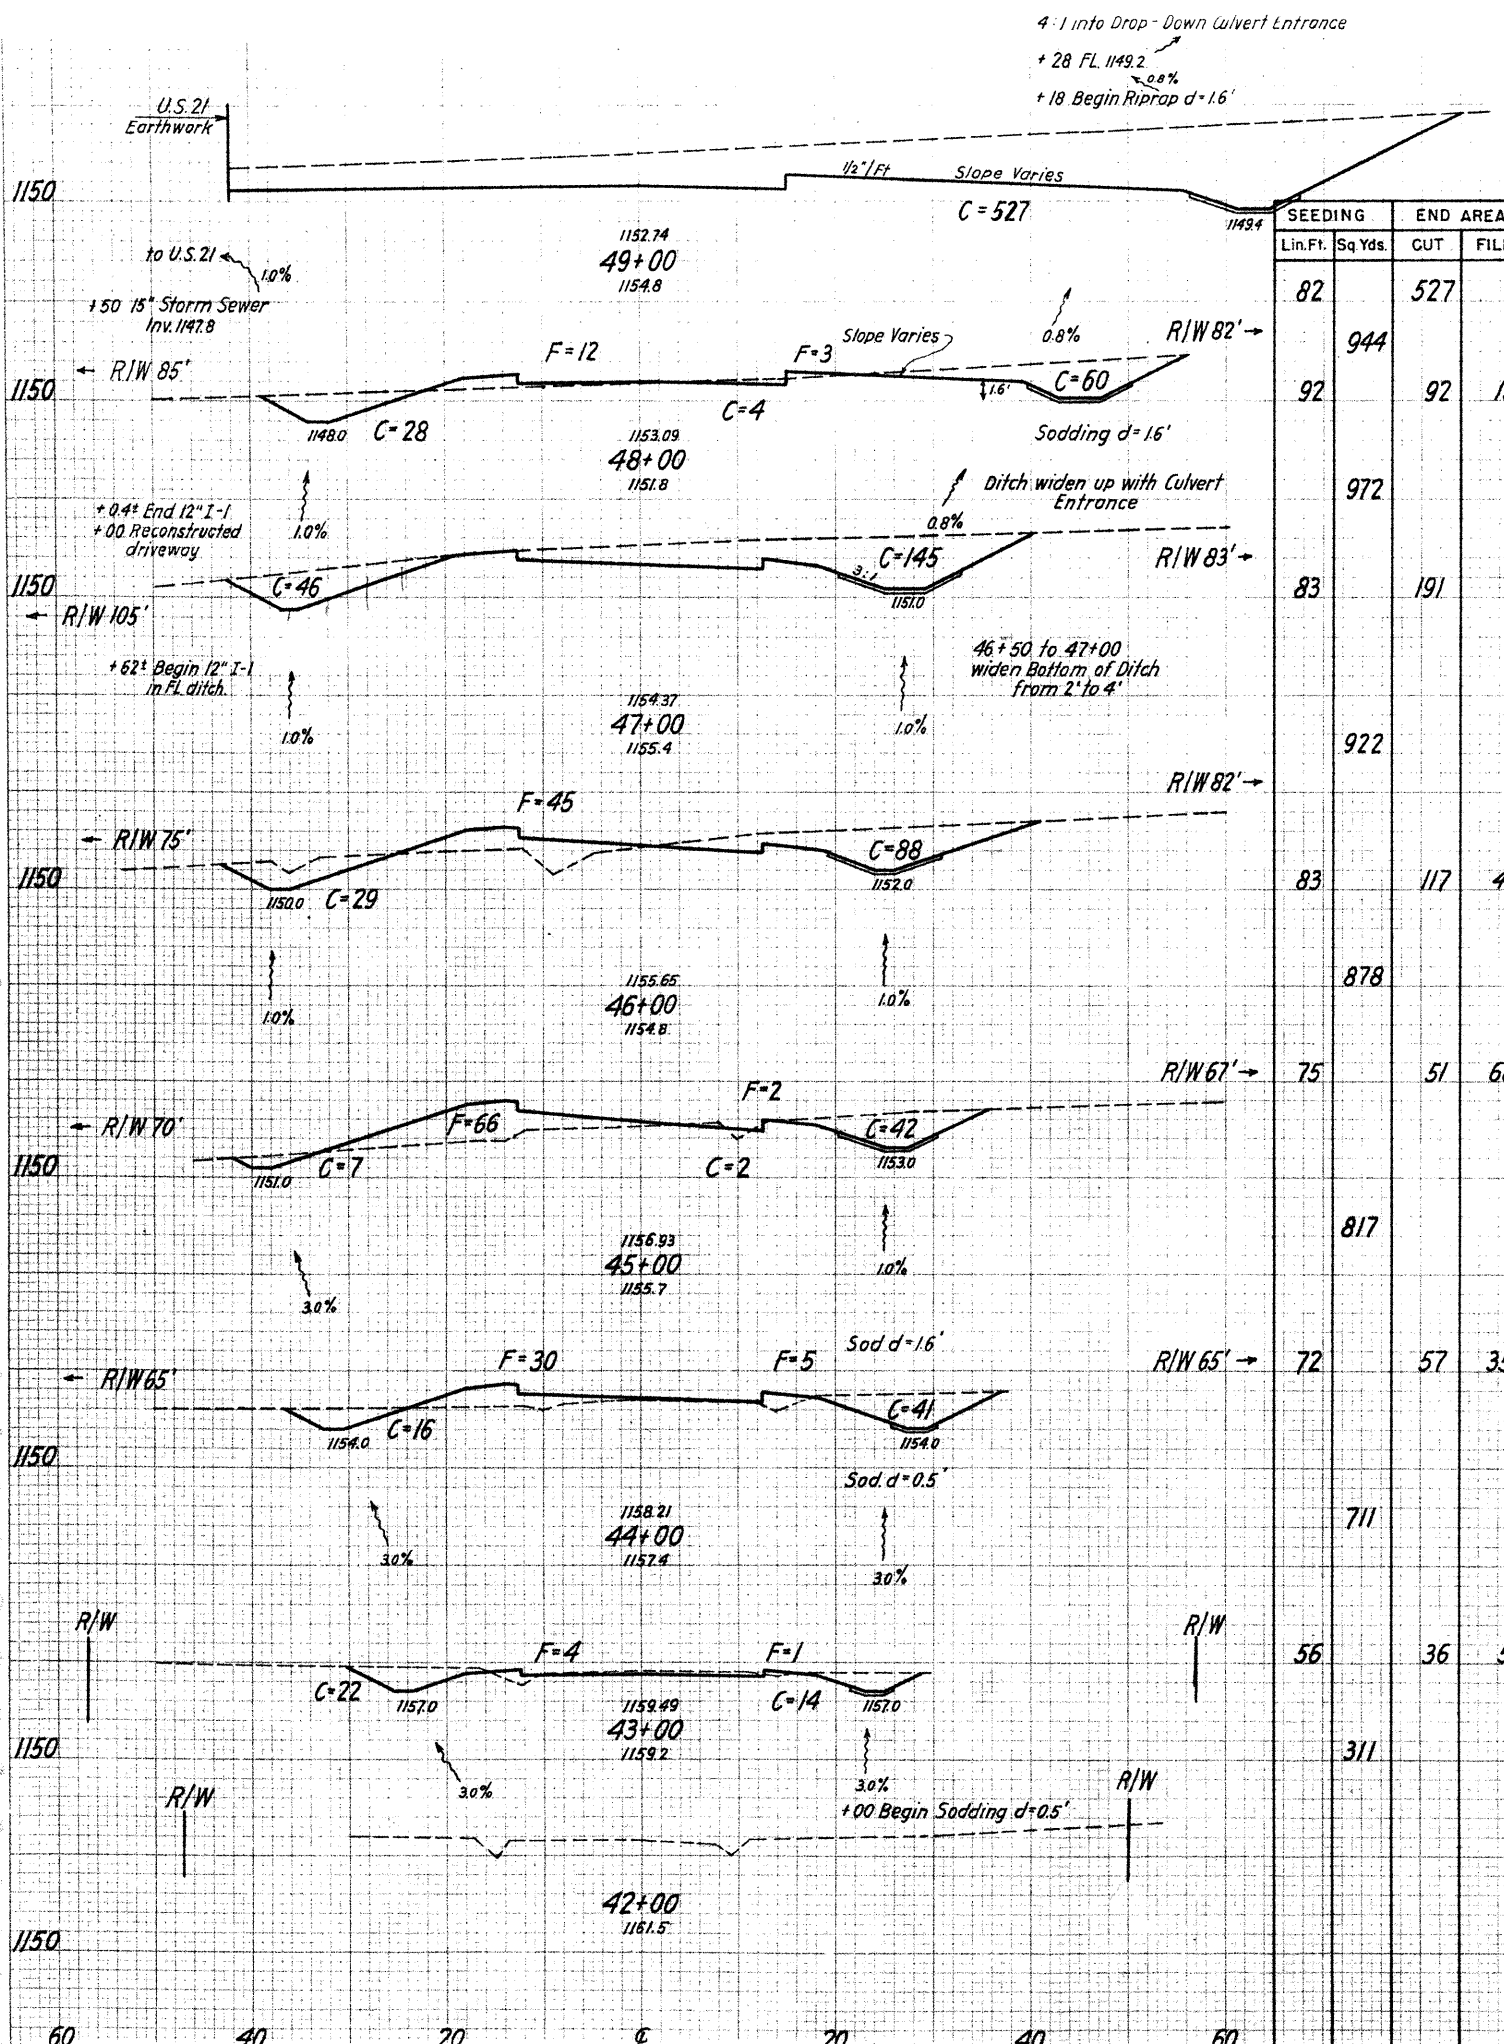 4:1 into Drop-Down Culvert Entrance
+28 FL. 1149.2
0.8%
+18 Begin Riprap d=1.6'
U.S.21
Earthwork
1150
1/2"/Ft
Slope Varies
C=527
1149.4
SEEDING
END AREA
Lin.Ft.
Sq.Yds.
CUT
1152.74
49+00
1154.8
82
527
to U.S.21
1.0%
+50 15" Storm Sewer
Inv. 1147.8
0.8%
R/W 82'
944
Slope Varies
F=12
F=3
R/W 85'
1150
C=60
1.6'
92
92
C=4
1148.0
C=28
Sodding d=1.6'
1153.09
48+00
1151.8
Ditch widen up with Culvert
Entrance
972
+0.4± End 12" I-1
+00 Reconstructed
driveway
1.0%
0.8%
R/W 83'
C=145
3:1
1150
C=46
1151.0
83
191
R/W 105'
+62± Begin 12" I-1
in FL ditch.
1.0%
46+50 to 47+00
widen Bottom of Ditch
from 2' to 4'
1154.37
47+00
1155.4
1.0%
922
R/W 82'
F=45
R/W 75'
C=88
1150
1150.0
C=29
1152.0
83
117
1155.65
46+00
1154.8
1.0%
1.0%
878
R/W 67'
75
51
F=2
R/W 70'
F=66
C=42
1150
1151.0
C=7
C=2
1153.0
817
1156.93
45+00
1155.7
1.0%
3.0%
Sod d=1.6'
F=30
F=5
R/W 65'
72
57
R/W 65'
C=41
C=16
1154.0
1154.0
1150
Sod. d=0.5'
1158.21
44+00
1157.4
711
3.0%
3.0%
R/W
R/W
F=4
F=1
56
36
C=22
1157.0
C=14
1157.0
1159.49
43+00
1159.2
1150
311
3.0%
3.0%
R/W
R/W
+00 Begin Sodding d=0.5'
42+00
1161.5
1150
60
40
20
℄
20
40
60